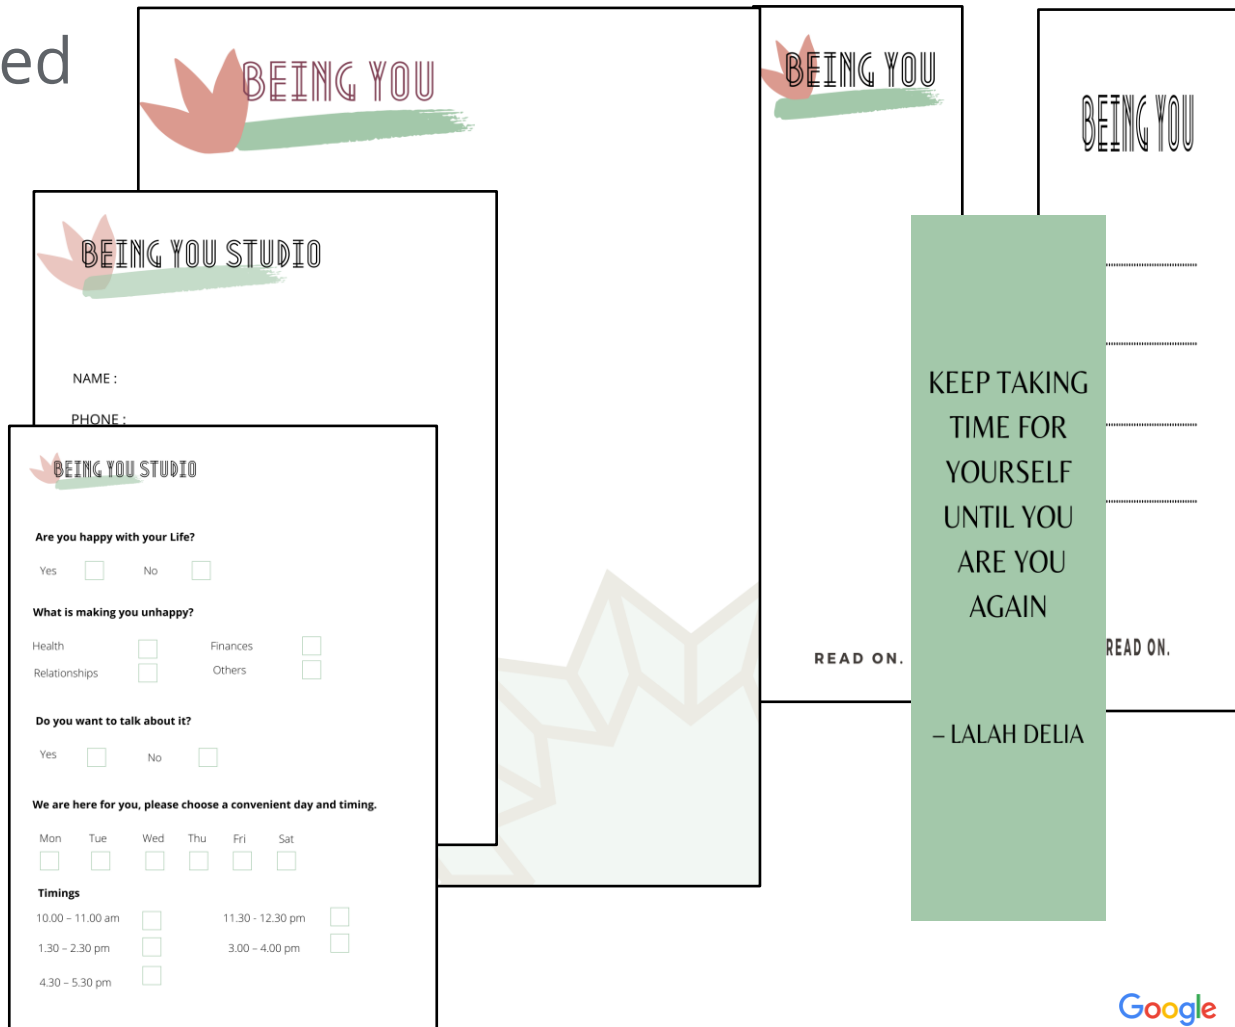 ed
BEING YOU
BEING YOU
BEING YOU
BEING YOU STUDIO
NAME :
PHONE :
BEING YOU STUDIO
Are you happy with your Life?
Yes No
What is making you unhappy?
Health Finances
Relationships Others
Do you want to talk about it?
Yes No
We are here for you, please choose a convenient day and timing.
Mon Tue Wed Thu Fri Sat
Timings
10.00 – 11.00 am 11.30 - 12.30 pm
1.30 – 2.30 pm 3.00 – 4.00 pm
4.30 – 5.30 pm
READ ON.
KEEP TAKING
TIME FOR
YOURSELF
UNTIL YOU
ARE YOU
AGAIN
– LALAH DELIA
READ ON.
Google